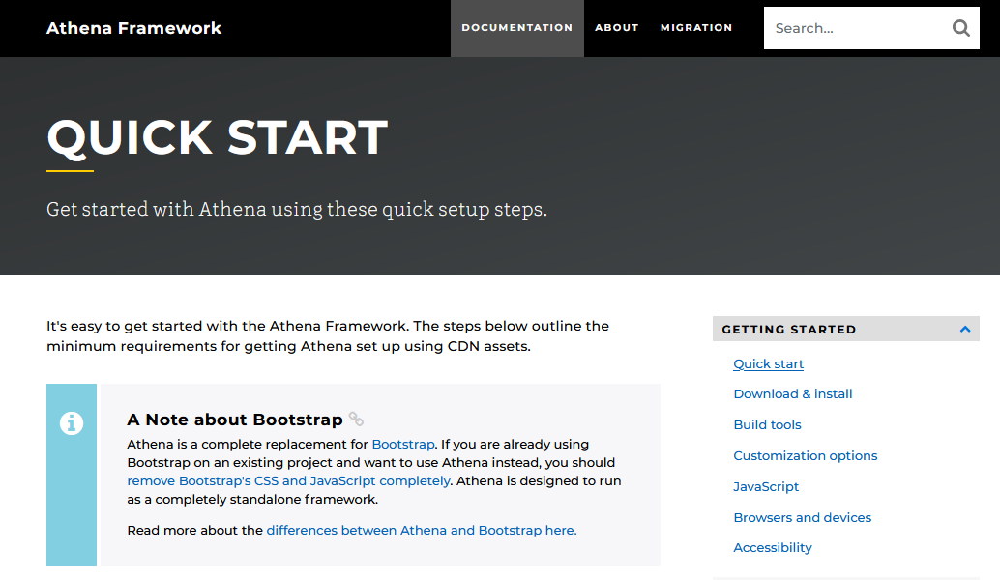 Athena Framework
DOCUMENTATION
ABOUT
MIGRATION
Search...
QUICK START
Get started with Athena using these quick setup steps.
It's easy to get started with the Athena Framework. The steps below outline the
minimum requirements for getting Athena set up using CDN assets.
A Note about Bootstrap
Athena is a complete replacement for Bootstrap. If you are already using
Bootstrap on an existing project and want to use Athena instead, you should
remove Bootstrap's CSS and JavaScript completely. Athena is designed to run
as a completely standalone framework.
Read more about the differences between Athena and Bootstrap here.
GETTING STARTED
Quick start
Download & install
Build tools
Customization options
JavaScript
Browsers and devices
Accessibility